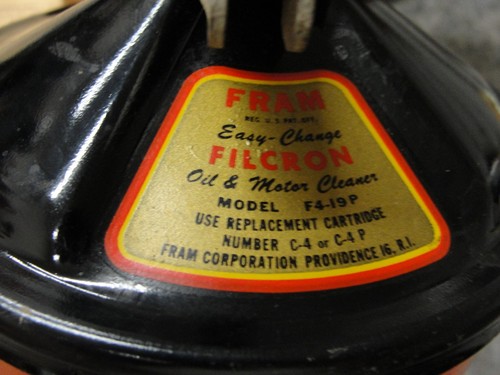 FRAM
REG. U.S. PAT. OFF.
Easy-Change
FILCRON
Oil & Motor Cleaner
MODEL F4-19P
USE REPLACEMENT CARTRIDGE
NUMBER C-4 or C-4 P
FRAM CORPORATION PROVIDENCE 16, R.I.